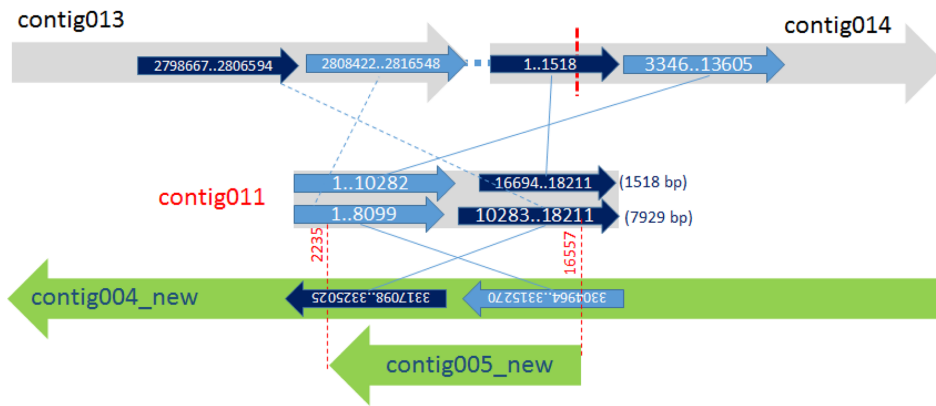 contig013
contig014
2798667..2806594
2808422..2816548
1..1518
3346..13605
contig011
1..10282
16694..18211
(1518 bp)
1..8099
10283..18211
(7929 bp)
2235
16557
contig004_new
3317098..3325025
3304964..3315270
contig005_new